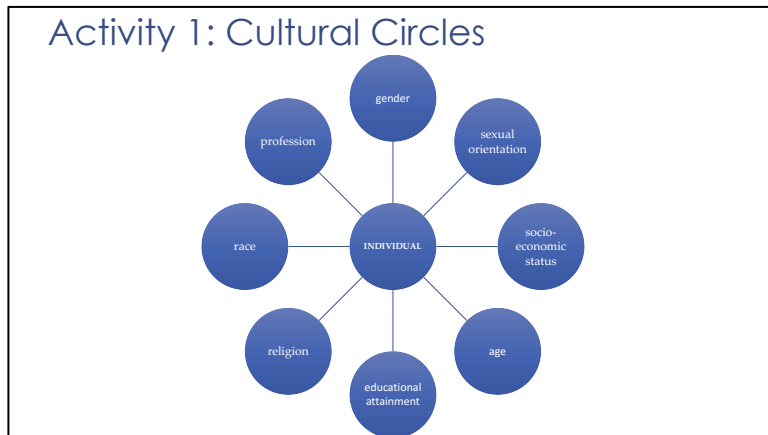 Activity 1: Cultural Circles
gender
sexual
orientation
socio-
economic
status
age
educational
attainment
religion
race
profession
INDIVIDUAL